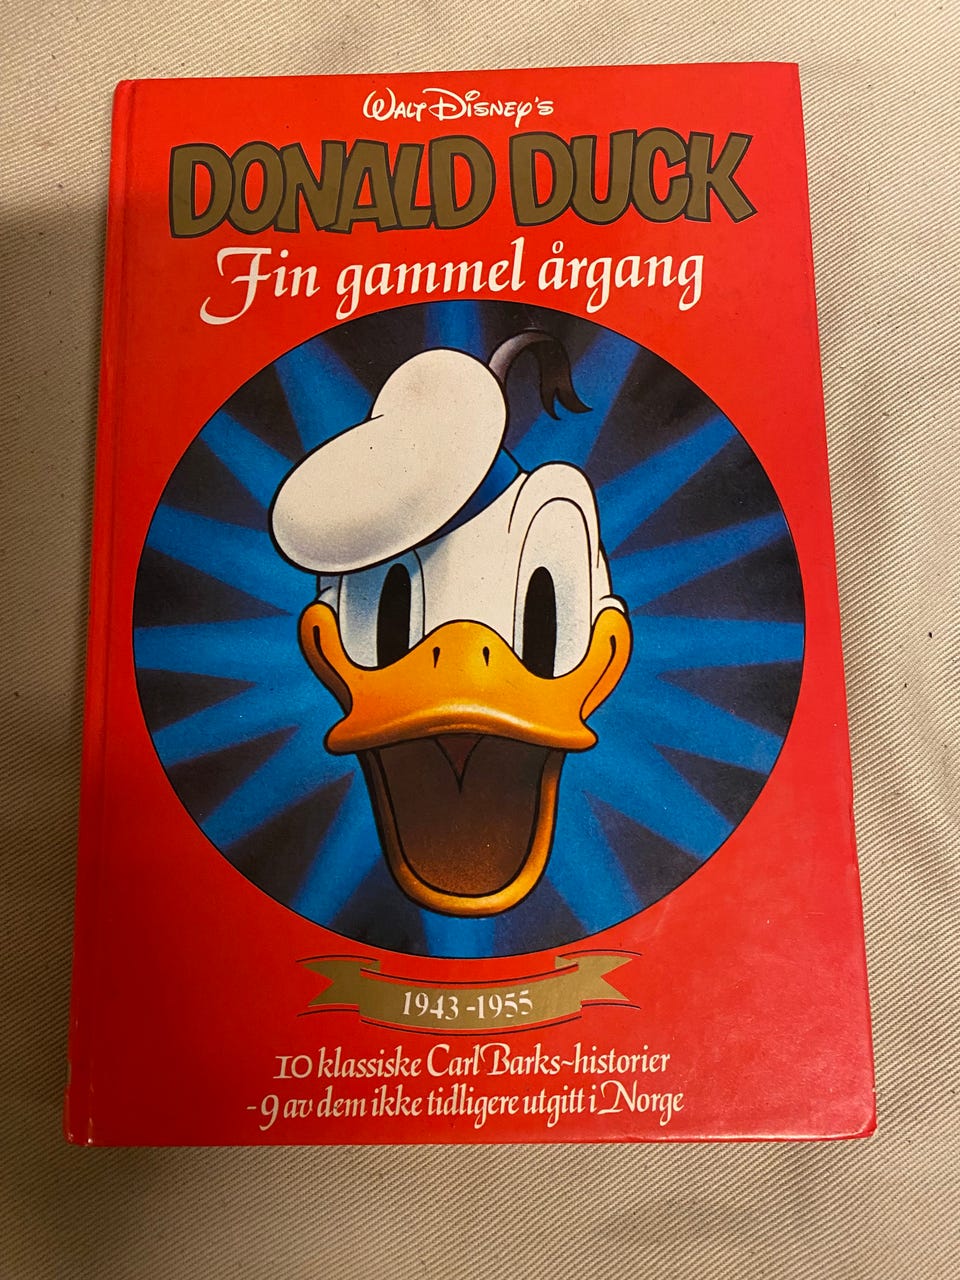 Walt Disney's
DONALD DUCK
Fin gammel årgang
1943-1955
10 klassiske Carl Barks-historier
-9 av dem ikke tidligere utgitt i Norge